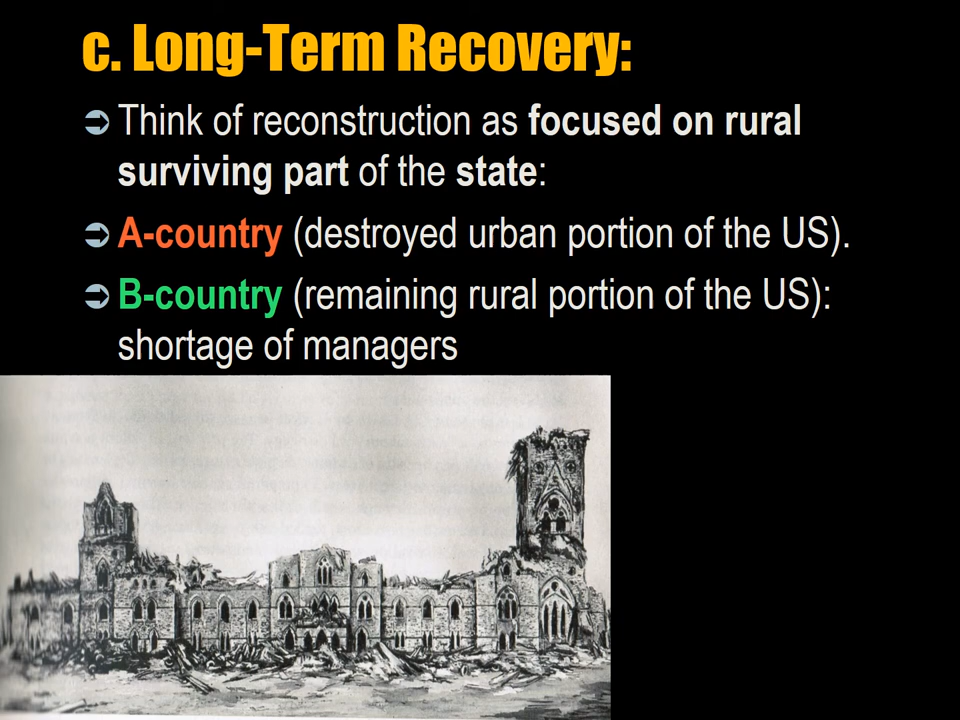 c. Long-Term Recovery:
Think of reconstruction as focused on rural
surviving part of the state:
A-country (destroyed urban portion of the US).
B-country (remaining rural portion of the US):
shortage of managers